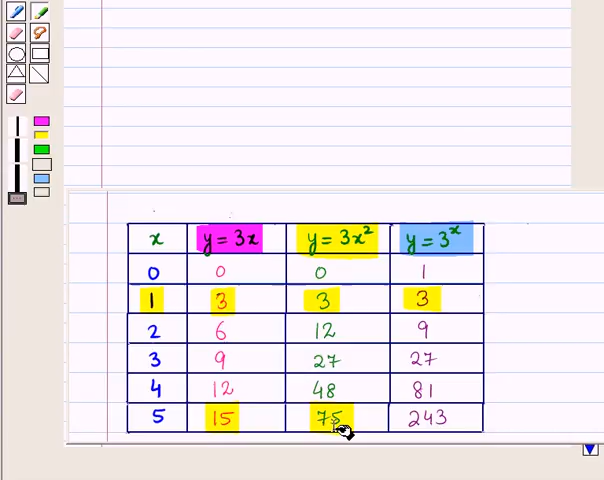 x y = 3x y = 3x² y = 3ˣ
0 0 0 1
1 3 3 3
2 6 12 9
3 9 27 27
4 12 48 81
5 15 75 243